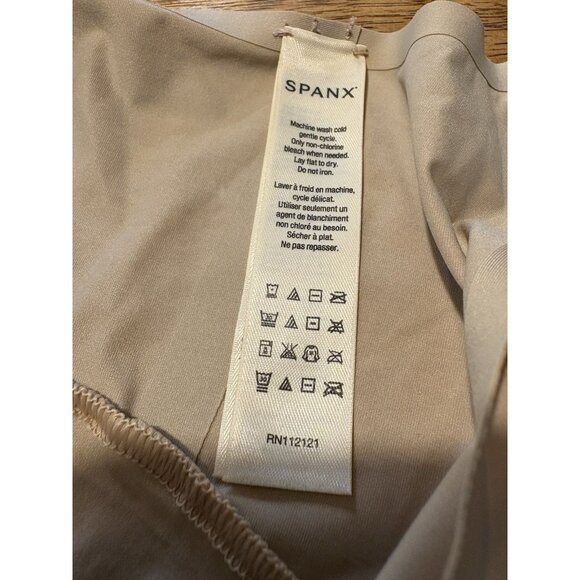 SPANX
Machine wash cold
gentle cycle.
Only non-chlorine
bleach when needed.
Lay flat to dry.
Do not iron.
Laver à froid en machine,
cycle délicat.
Utiliser seulement un
agent de blanchiment
non chloré au besoin.
Sécher à plat.
Ne pas repasser.
30
30
RN112121